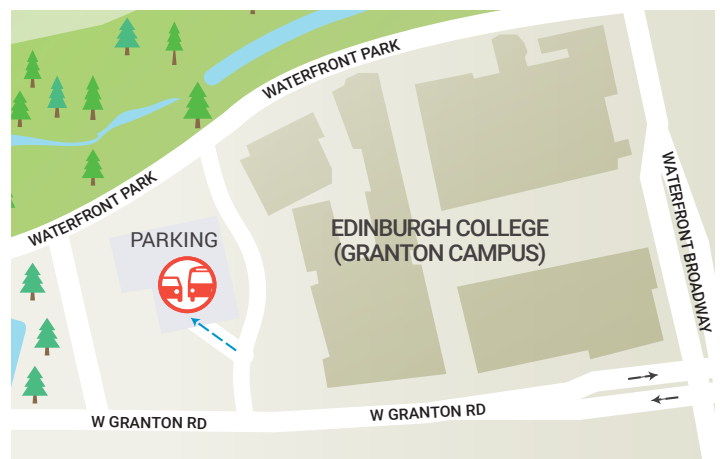 WATERFRONT PARK
WATERFRONT PARK
WATERFRONT BROADWAY
PARKING
EDINBURGH COLLEGE
(GRANTON CAMPUS)
W GRANTON RD
W GRANTON RD